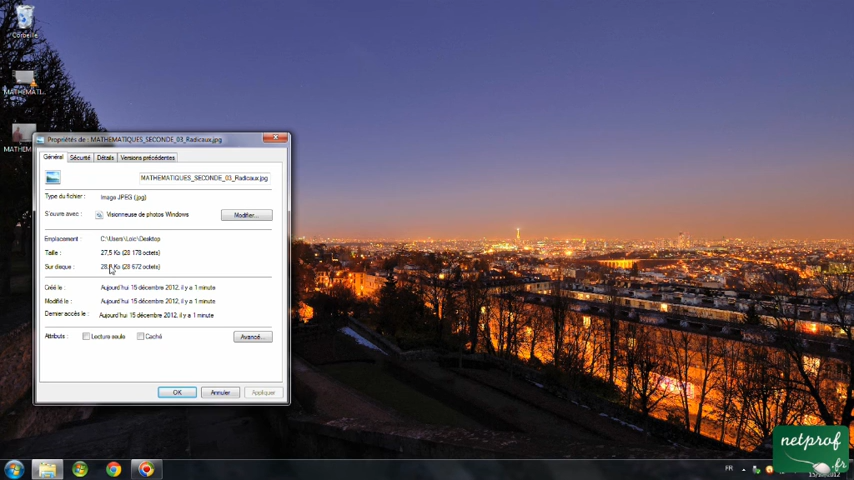 Corbeille
MATHEMATI...
MATHEM
Propriétés de : MATHEMATIQUES_SECONDE_03_Radicaux.jpg
Général
Sécurité
Détails
Versions précédentes
MATHEMATIQUES_SECONDE_03_Radicaux.jpg
Type du fichier : Image JPEG (.jpg)
S'ouvre avec : Visionneuse de photos Windows
Modifier...
Emplacement : C:\Users\Loïc\Desktop
Taille : 27,5 Ko (28 178 octets)
Sur disque : Ko (28 672 octets)
Créé le : Aujourd'hui 15 décembre 2012, il y a 1 minute
Modifié le : Aujourd'hui 15 décembre 2012, il y a 1 minute
Dernier accès le : Aujourd'hui 15 décembre 2012, il y a 1 minute
Attributs : Lecture seule Caché Avancé...
OK Annuler Appliquer
netprof
.fr
FR